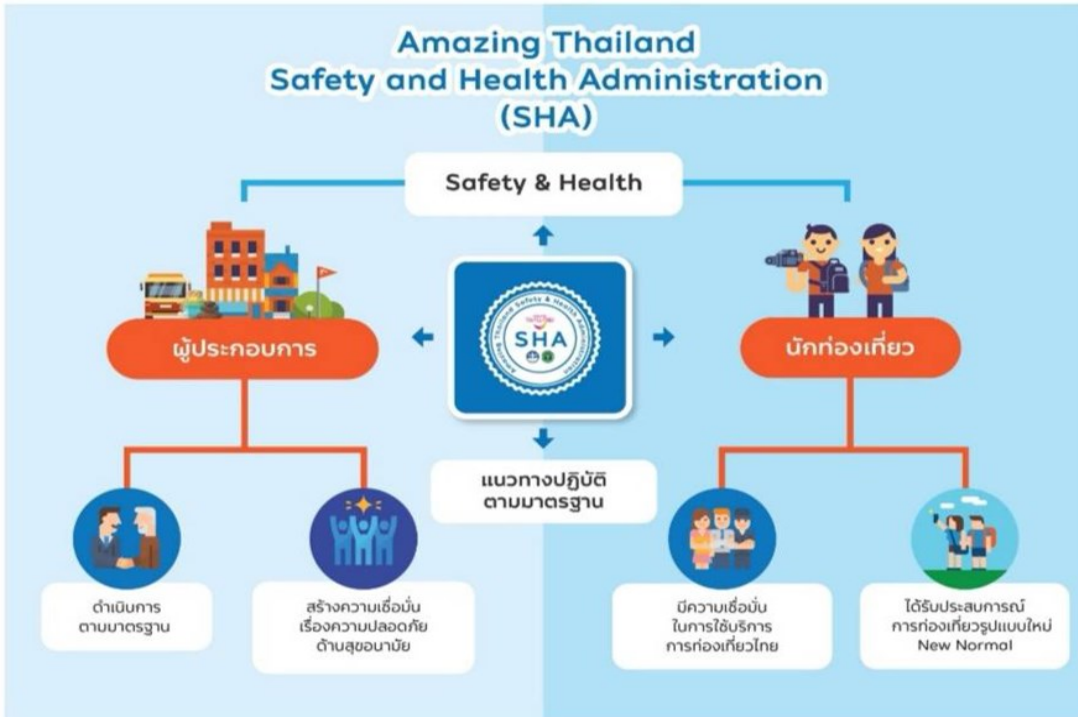 Amazing Thailand
Safety and Health Administration
(SHA)
Safety & Health
Amazing Thailand Safety & Health Administration
SHA
ผู้ประกอบการ
นักท่องเที่ยว
แนวทางปฏิบัติ
ตามมาตรฐาน
ดำเนินการ
ตามมาตรฐาน
สร้างความเชื่อมั่น
เรื่องความปลอดภัย
ด้านสุขอนามัย
มีความเชื่อมั่น
ในการใช้บริการ
การท่องเที่ยวไทย
ได้รับประสบการณ์
การท่องเที่ยวรูปแบบใหม่
New Normal